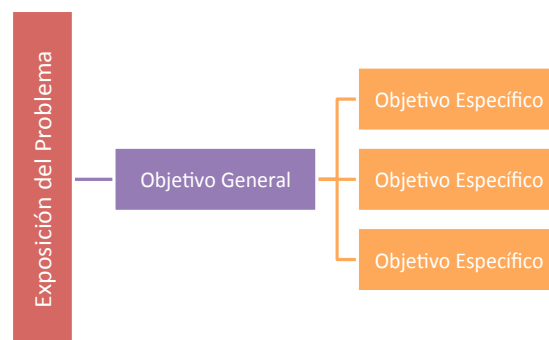 Exposición del Problema
Objetivo General
Objetivo Específico
Objetivo Específico
Objetivo Específico